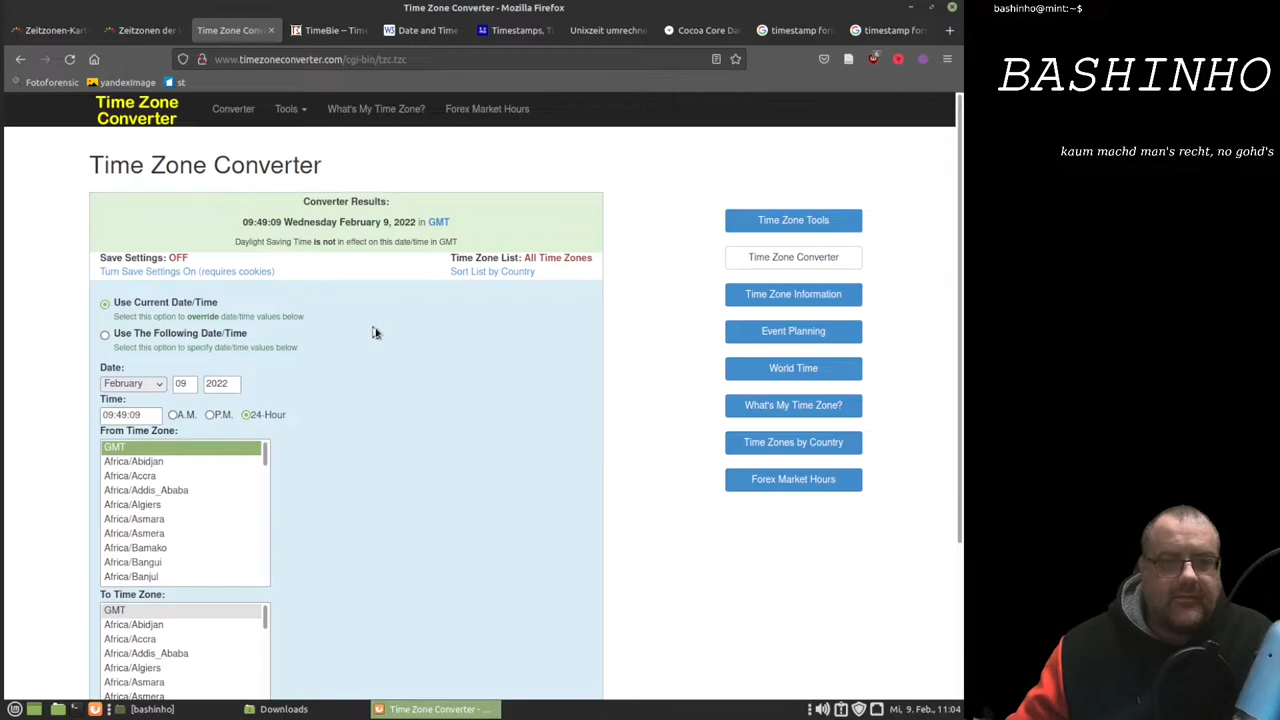 Time Zone Converter - Mozilla Firefox
bashinho@mint:~$
Zeitzonen-Kart
Zeitzonen der
Time Zone Conv
TimeBie – Time
Date and Time
Timestamps, T
Unixzeit umrechne
Cocoa Core Da
timestamp for
timestamp for
www.timezoneconverter.com/cgi-bin/tzc.tzc
Fotoforensic
yandexImage
st
BASHINHO
kaum machd man's recht, no gohd's
Time Zone
Converter
Converter
Tools
What's My Time Zone?
Forex Market Hours
Time Zone Converter
Converter Results:
09:49:09 Wednesday February 9, 2022 in GMT
Daylight Saving Time is not in effect on this date/time in GMT
Save Settings: OFF
Time Zone List: All Time Zones
Turn Save Settings On (requires cookies)
Sort List by Country
Use Current Date/Time
Select this option to override date/time values below
Use The Following Date/Time
Select this option to specify date/time values below
Date:
February
09
2022
Time:
09:49:09
A.M.
P.M.
24-Hour
From Time Zone:
GMT
Africa/Abidjan
Africa/Accra
Africa/Addis_Ababa
Africa/Algiers
Africa/Asmara
Africa/Asmera
Africa/Bamako
Africa/Bangui
Africa/Banjul
To Time Zone:
GMT
Africa/Abidjan
Africa/Accra
Africa/Addis_Ababa
Africa/Algiers
Africa/Asmara
Africa/Asmera
Time Zone Tools
Time Zone Converter
Time Zone Information
Event Planning
World Time
What's My Time Zone?
Time Zones by Country
Forex Market Hours
[bashinho]
Downloads
Time Zone Converter - ...
Mi, 9. Feb., 11:04